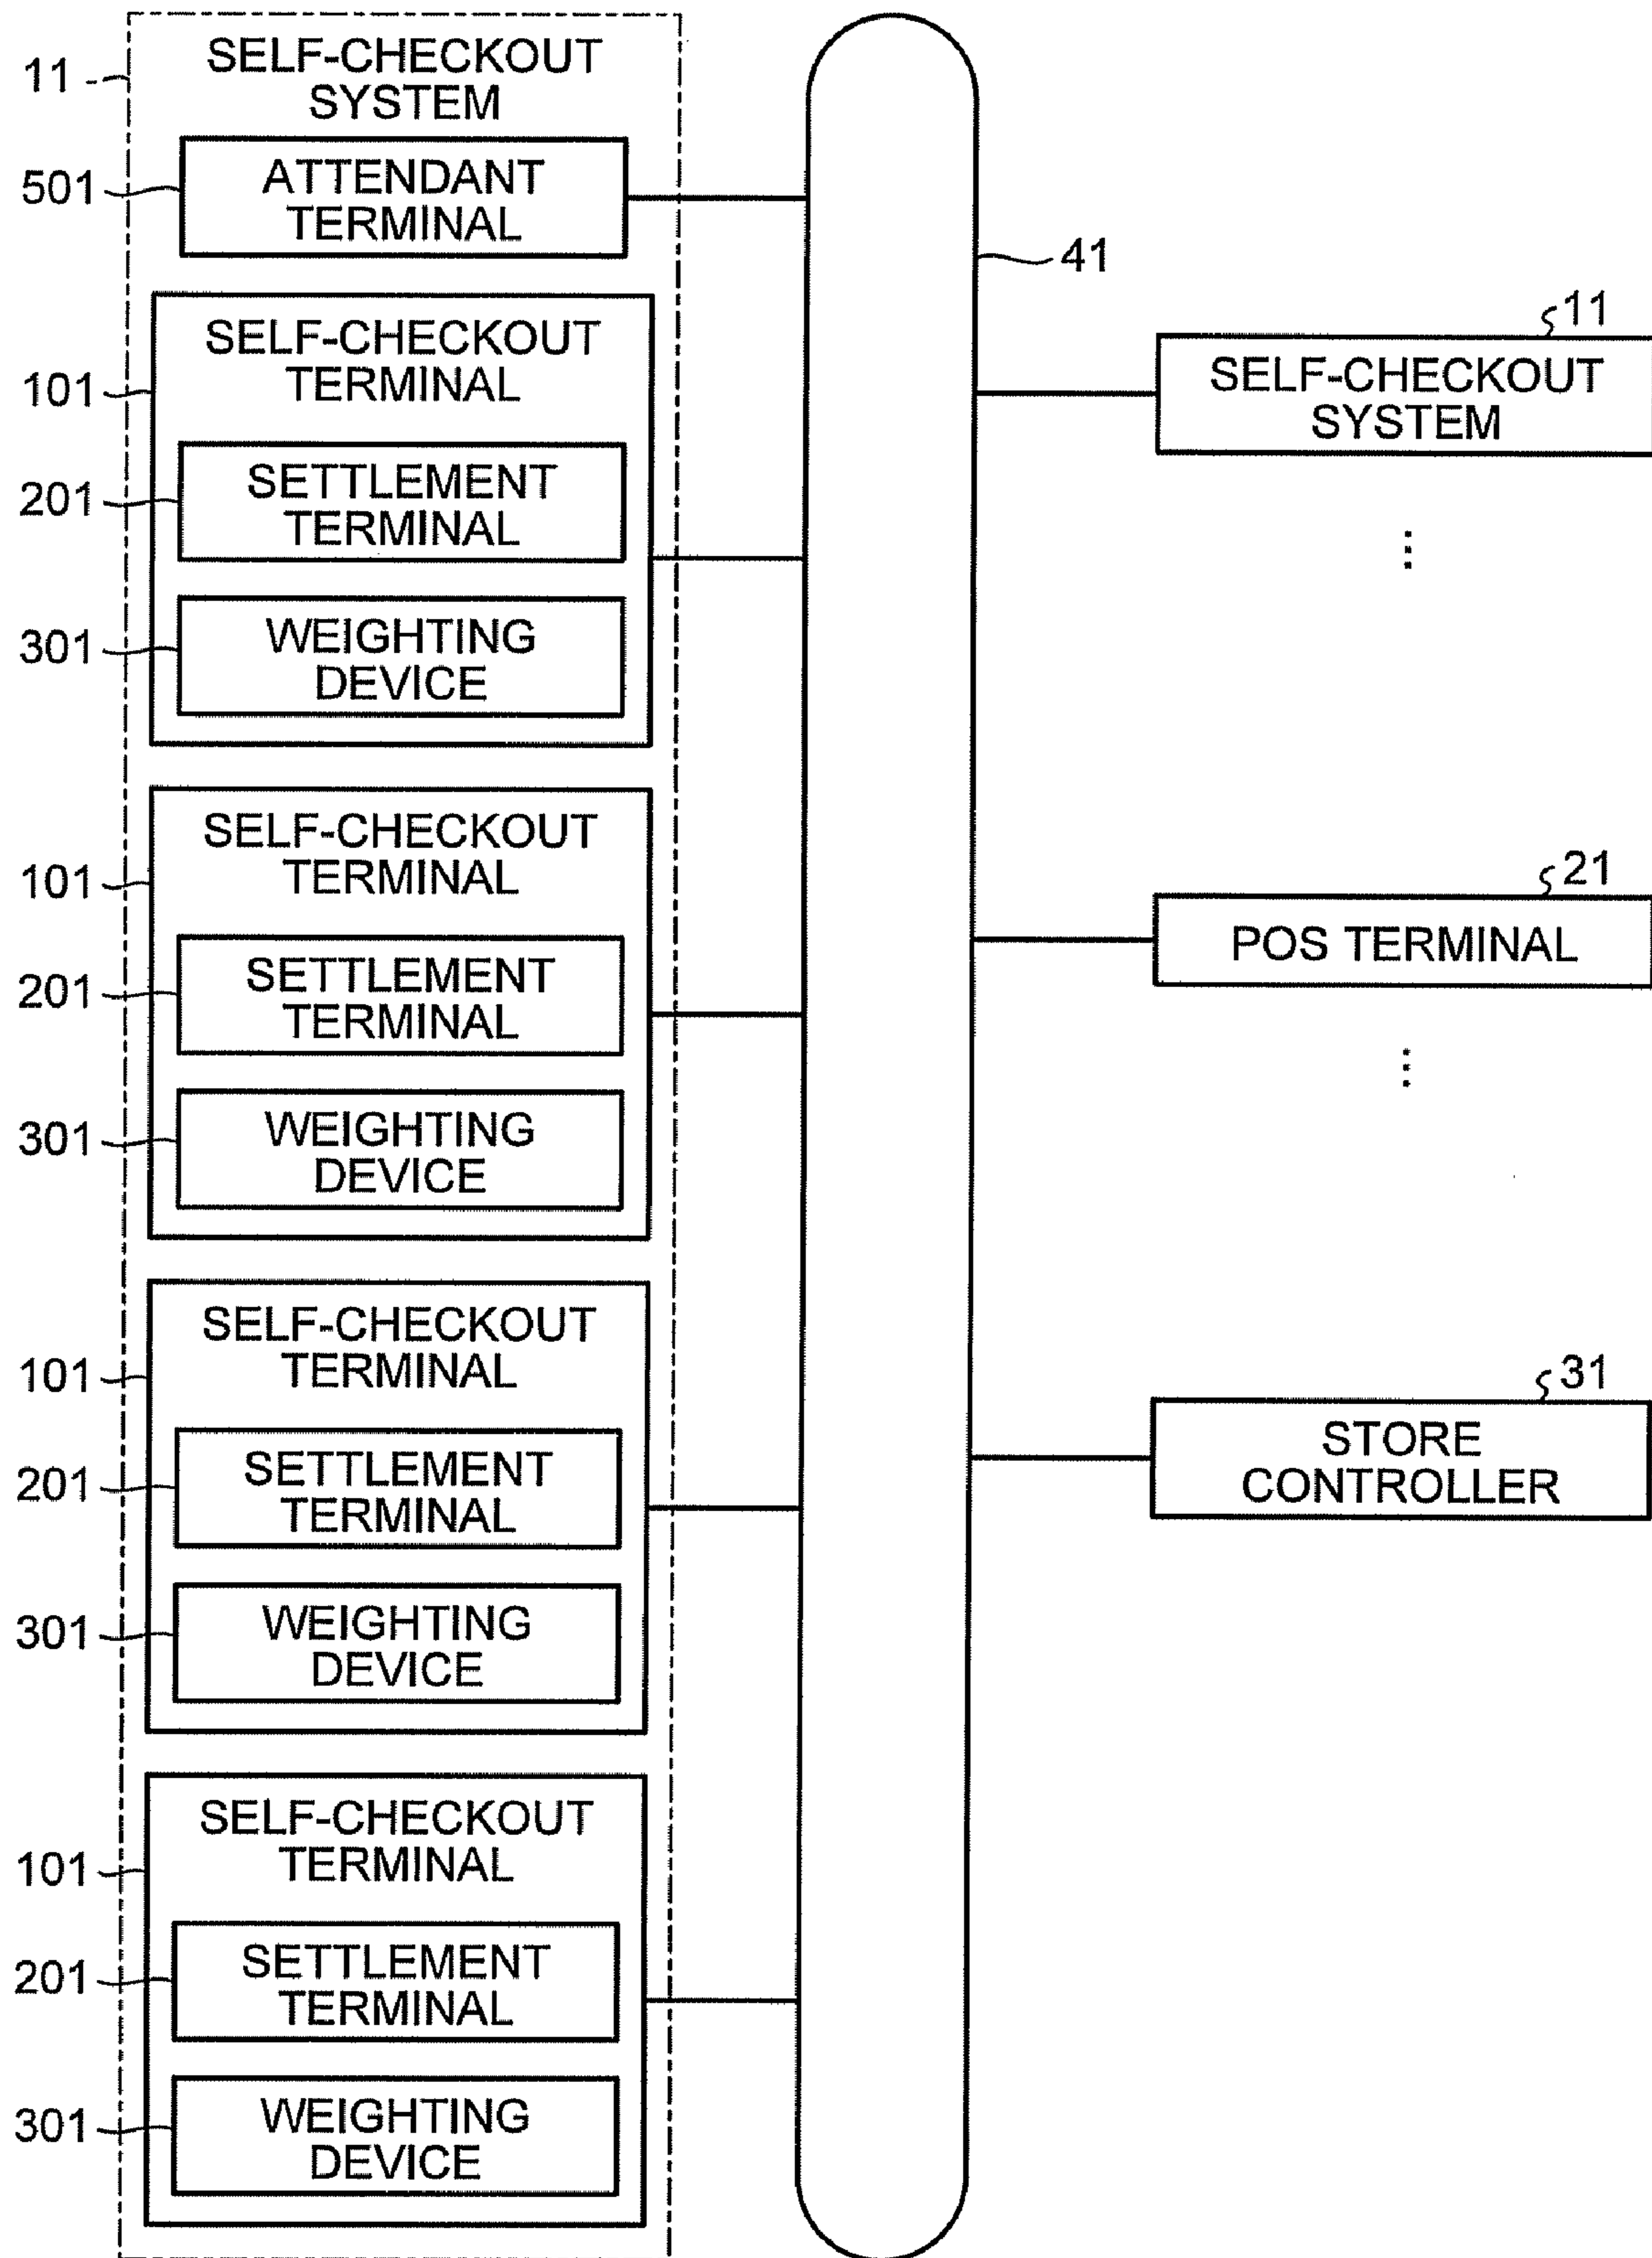 11
SELF-CHECKOUT
SYSTEM
501
ATTENDANT
TERMINAL
101
SELF-CHECKOUT
TERMINAL
201
SETTLEMENT
TERMINAL
301
WEIGHTING
DEVICE
101
SELF-CHECKOUT
TERMINAL
201
SETTLEMENT
TERMINAL
301
WEIGHTING
DEVICE
101
SELF-CHECKOUT
TERMINAL
201
SETTLEMENT
TERMINAL
301
WEIGHTING
DEVICE
101
SELF-CHECKOUT
TERMINAL
201
SETTLEMENT
TERMINAL
301
WEIGHTING
DEVICE
41
11
SELF-CHECKOUT
SYSTEM
...
21
POS TERMINAL
...
31
STORE
CONTROLLER